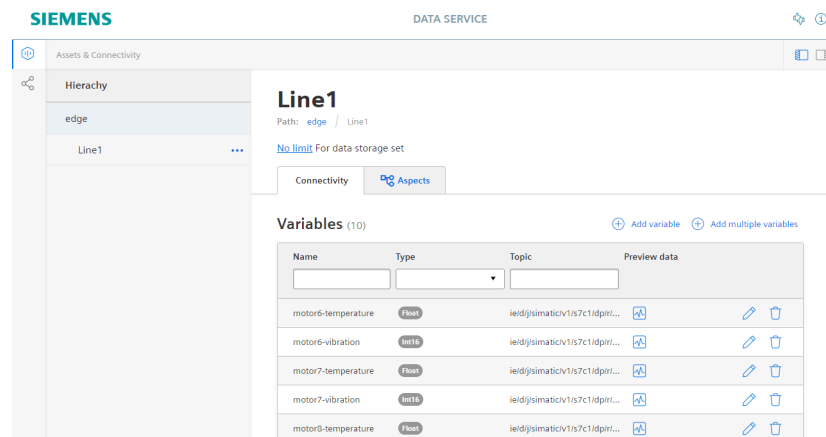 SIEMENS
DATA SERVICE
Assets & Connectivity
Hierachy
edge
Line1
Line1
Path: edge / Line1
No limit For data storage set
Connectivity
Aspects
Variables (10)
Add variable
Add multiple variables
Name Type Topic Preview data
motor6-temperature Float ie/d/j/simatic/v1/s7c1/dp/r/...
motor6-vibration Int16 ie/d/j/simatic/v1/s7c1/dp/r/...
motor7-temperature Float ie/d/j/simatic/v1/s7c1/dp/r/...
motor7-vibration Int16 ie/d/j/simatic/v1/s7c1/dp/r/...
motor8-temperature Float ie/d/j/simatic/v1/s7c1/dp/r/...